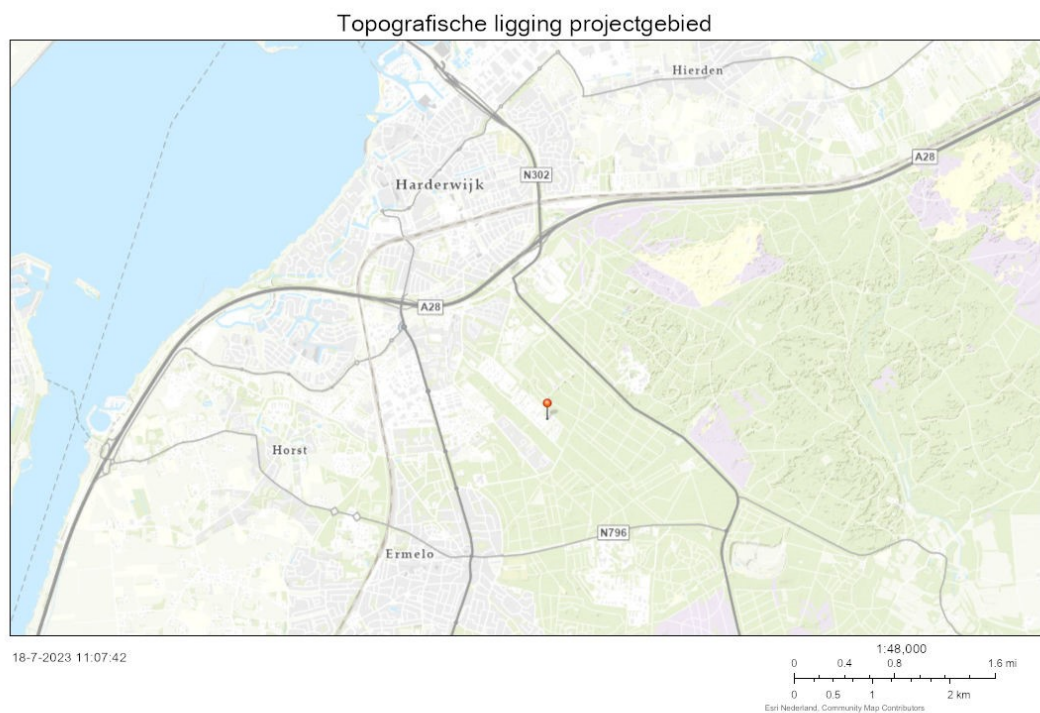 Topografische ligging projectgebied
Hierden
A28
Harderwijk
N302
A28
Horst
N796
Ermelo
18-7-2023 11:07:42
1:48,000
0 0.4 0.8 1.6 mi
0 0.5 1 2 km
Esri Nederland, Community Map Contributors